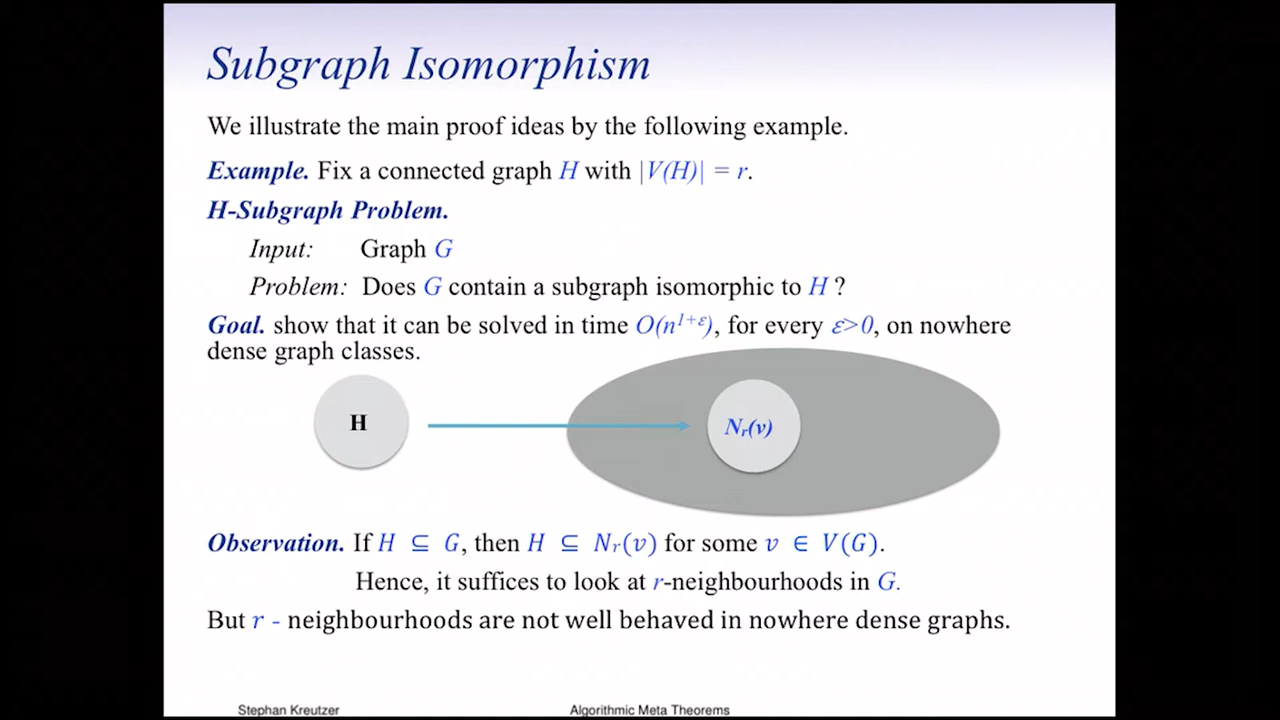 Subgraph Isomorphism
We illustrate the main proof ideas by the following example.
Example. Fix a connected graph H with |V(H)| = r.
H-Subgraph Problem.
Input: Graph G
Problem: Does G contain a subgraph isomorphic to H ?
Goal. show that it can be solved in time O(n^{1+ε}), for every ε>0, on nowhere
dense graph classes.
H
N_r(v)
Observation. If H ⊆ G, then H ⊆ N_r(v) for some v ∈ V(G).
Hence, it suffices to look at r-neighbourhoods in G.
But r - neighbourhoods are not well behaved in nowhere dense graphs.
Stephan Kreutzer Algorithmic Meta Theorems